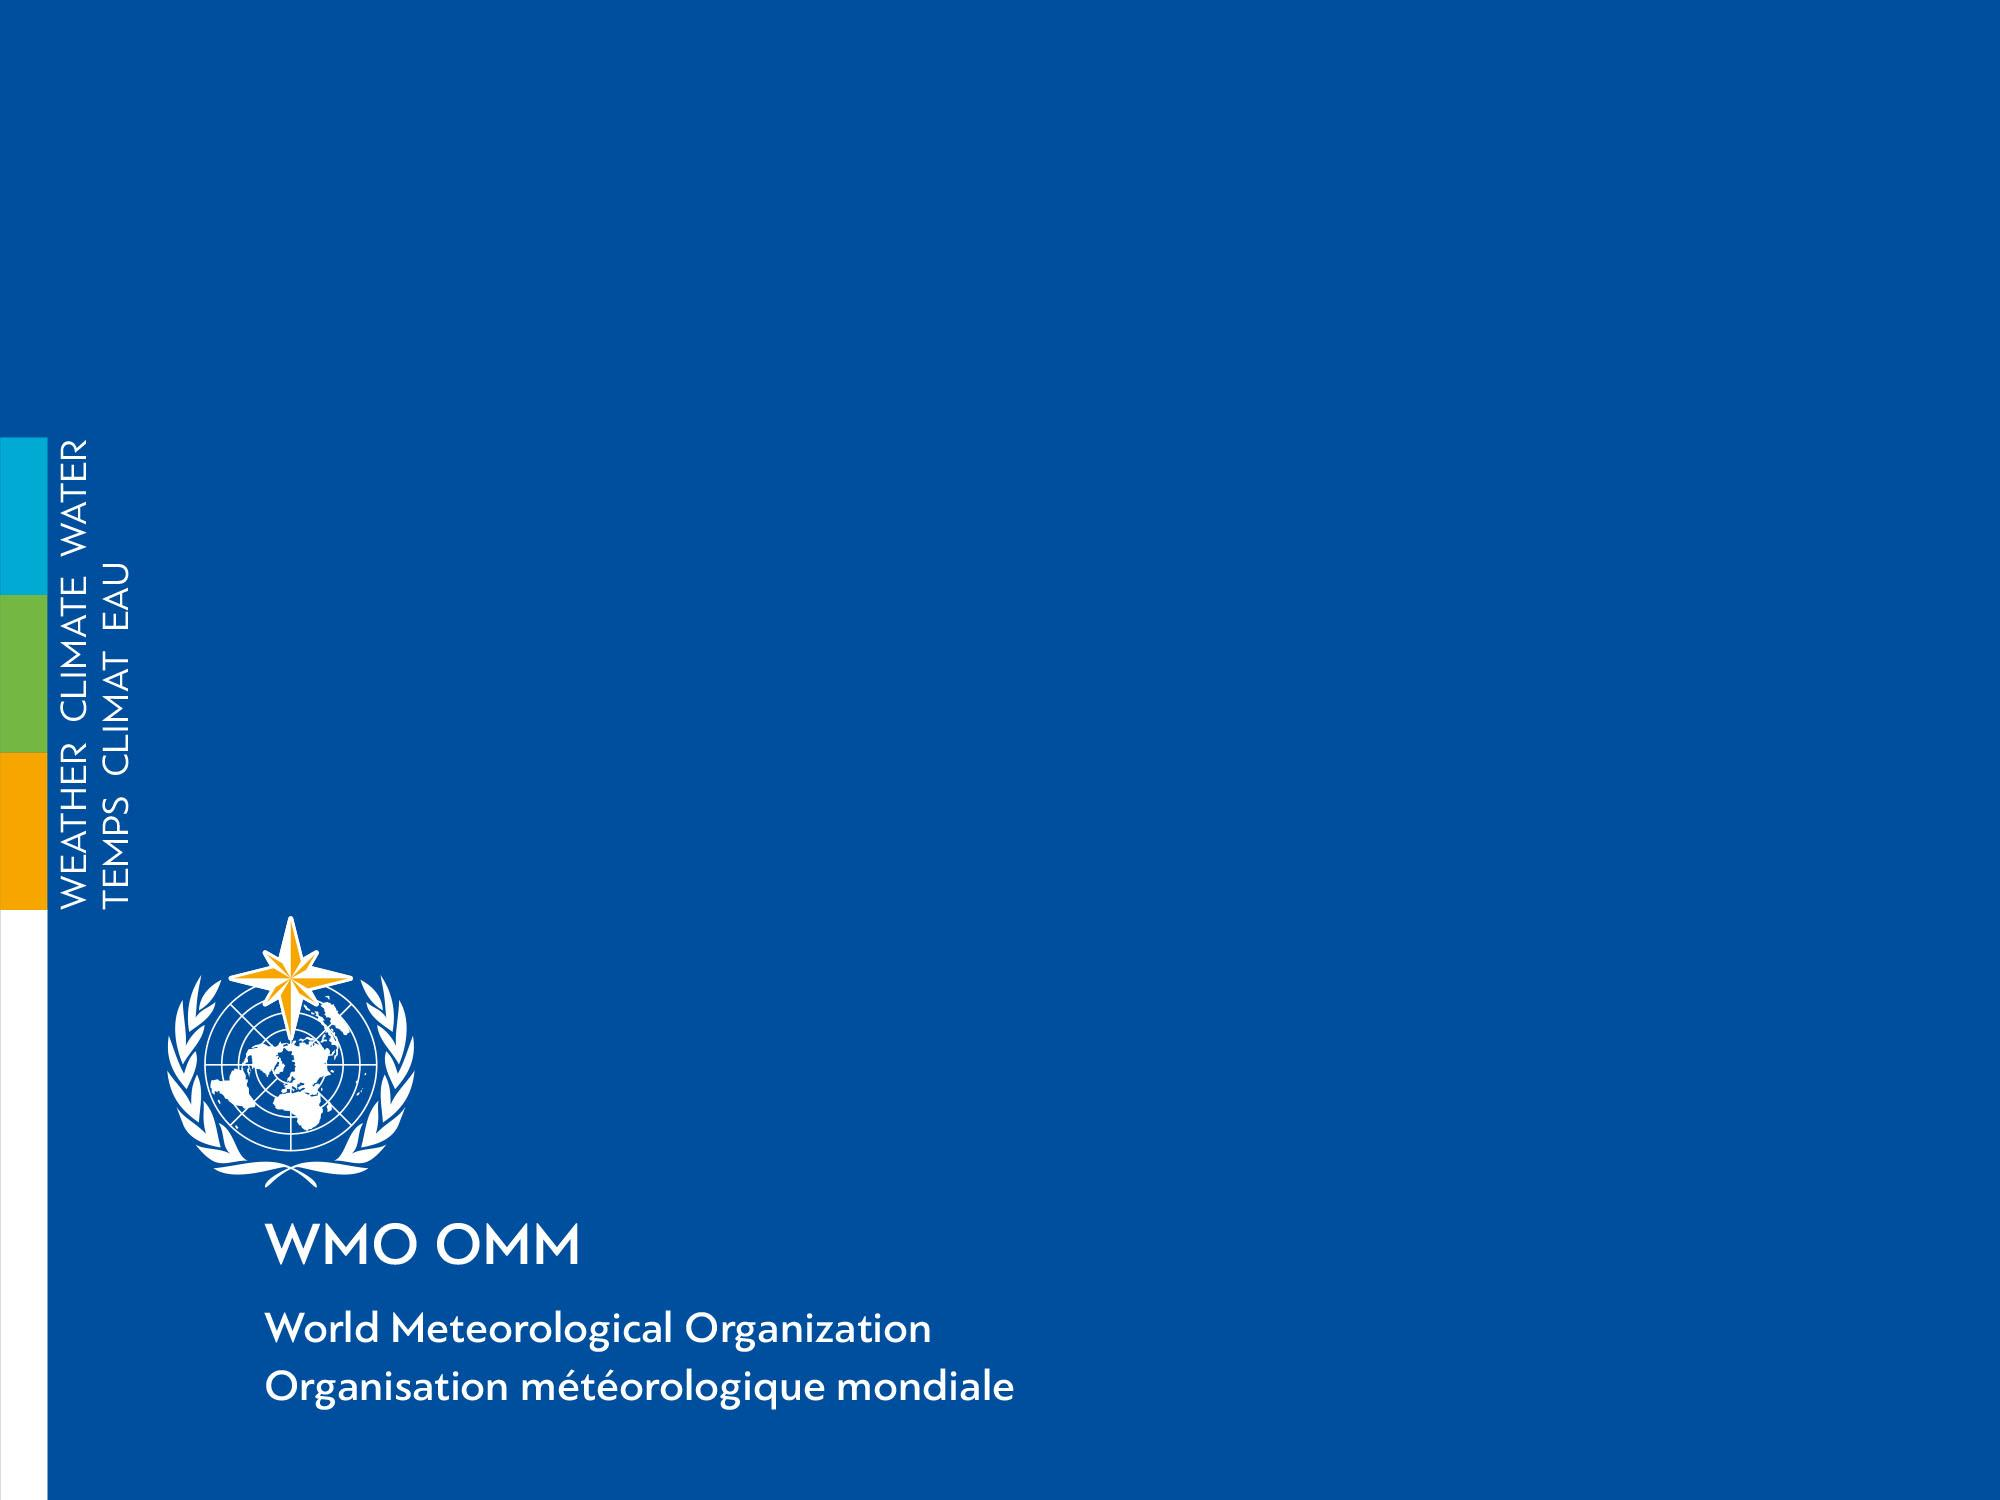 WEATHER CLIMATE WATER
TEMPS CLIMAT EAU
WMO OMM
World Meteorological Organization
Organisation météorologique mondiale